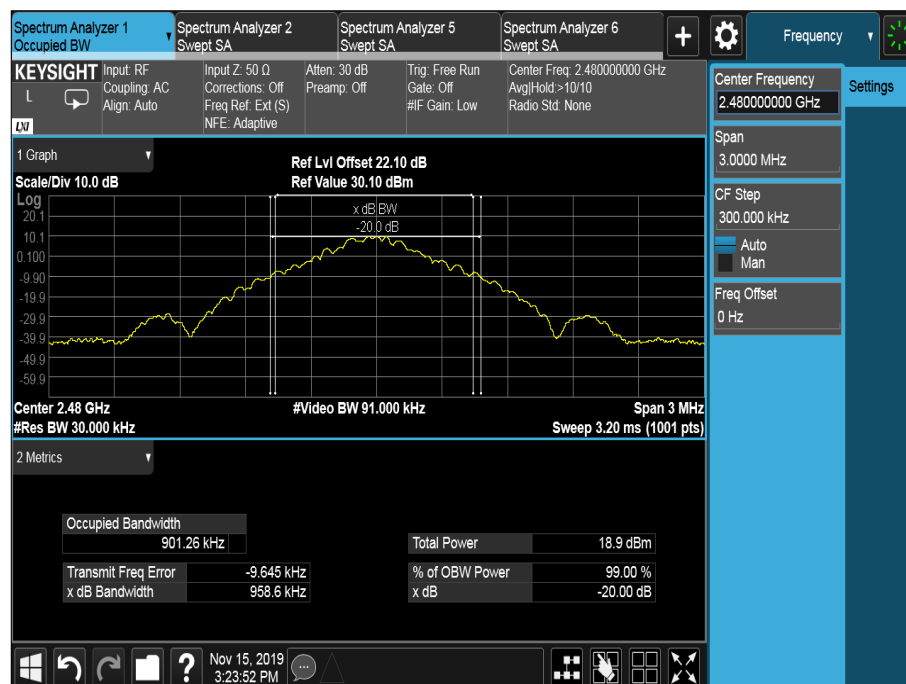 Spectrum Analyzer 1
Occupied BW
Spectrum Analyzer 2
Swept SA
Spectrum Analyzer 5
Swept SA
Spectrum Analyzer 6
Swept SA
+
Frequency
KEYSIGHT
L
LXI
Input: RF
Coupling: AC
Align: Auto
Input Z: 50 Ω
Corrections: Off
Freq Ref: Ext (S)
NFE: Adaptive
Atten: 30 dB
Preamp: Off
Trig: Free Run
Gate: Off
#IF Gain: Low
Center Freq: 2.480000000 GHz
Avg|Hold:>10/10
Radio Std: None
Center Frequency
2.480000000 GHz
Settings
Span
3.0000 MHz
CF Step
300.000 kHz
Auto
Man
Freq Offset
0 Hz
1 Graph
Scale/Div 10.0 dB
Ref Lvl Offset 22.10 dB
Ref Value 30.10 dBm
Log
x dB BW
-20.0 dB
20.1
10.1
0.100
-9.90
-19.9
-29.9
-39.9
-49.9
-59.9
Center 2.48 GHz
#Video BW 91.000 kHz
Span 3 MHz
#Res BW 30.000 kHz
Sweep 3.20 ms (1001 pts)
2 Metrics
Occupied Bandwidth
901.26 kHz
Total Power 18.9 dBm
Transmit Freq Error -9.645 kHz
% of OBW Power 99.00 %
x dB Bandwidth 958.6 kHz
x dB -20.00 dB
?
Nov 15, 2019
3:23:52 PM